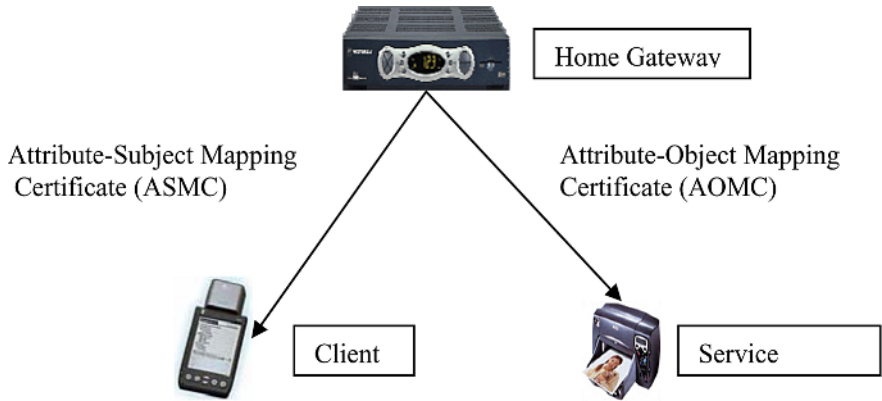 Home Gateway
Attribute-Subject Mapping
Certificate (ASMC)
Attribute-Object Mapping
Certificate (AOMC)
Client
Service